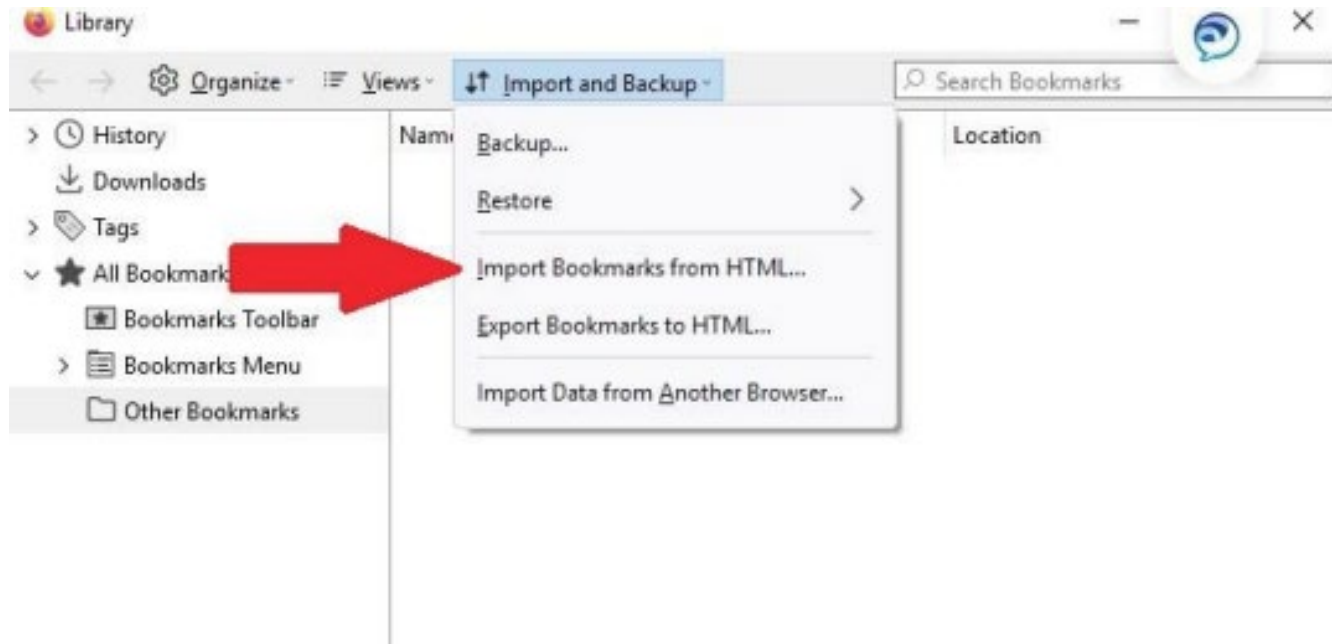 Library
Organize Views Import and Backup Search Bookmarks
History
Downloads
Tags
All Bookmark
Bookmarks Toolbar
Bookmarks Menu
Other Bookmarks
Nam Location
Backup...
Restore
Import Bookmarks from HTML...
Export Bookmarks to HTML...
Import Data from Another Browser...